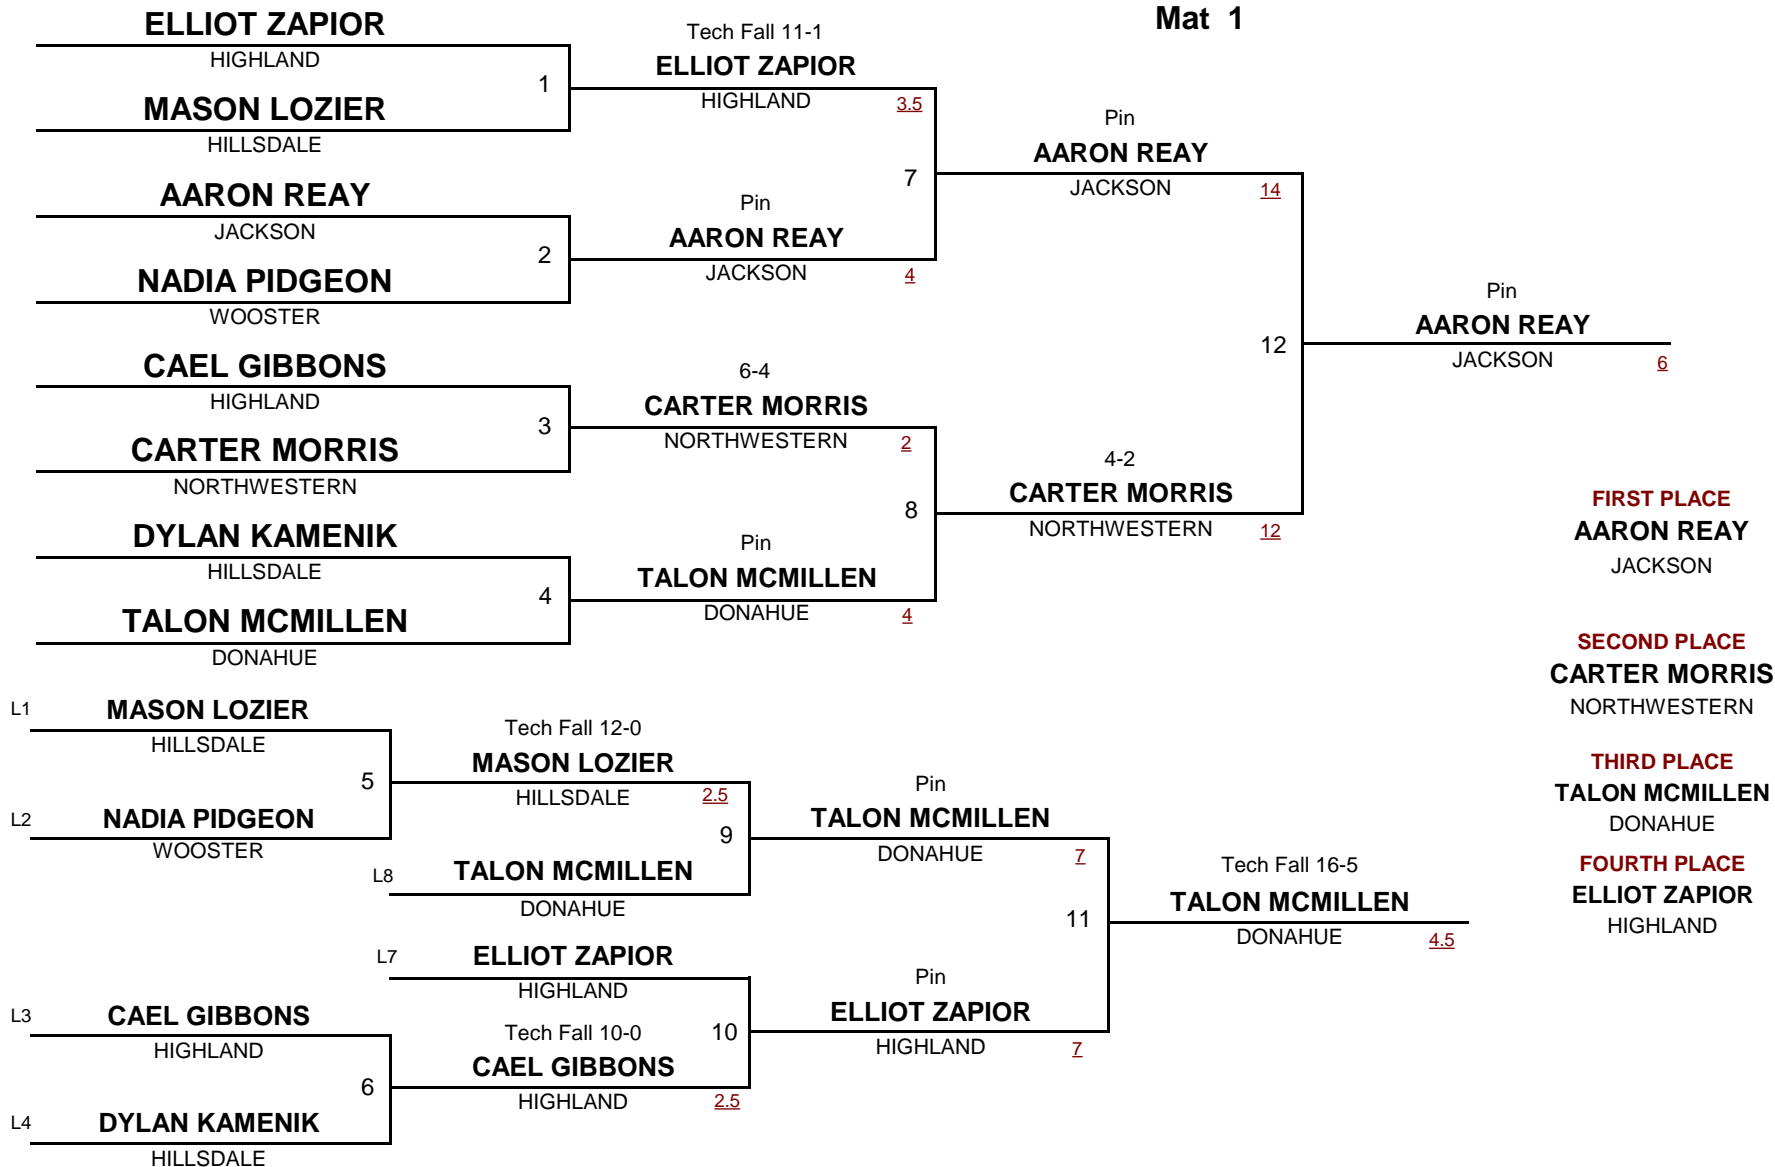 Mat 1
ELLIOT ZAPIOR
HIGHLAND
1
MASON LOZIER
HILLSDALE
AARON REAY
JACKSON
2
NADIA PIDGEON
WOOSTER
CAEL GIBBONS
HIGHLAND
3
CARTER MORRIS
NORTHWESTERN
DYLAN KAMENIK
HILLSDALE
4
TALON MCMILLEN
DONAHUE
Tech Fall 11-1
ELLIOT ZAPIOR
HIGHLAND 3.5
7
Pin
AARON REAY
JACKSON 4
6-4
CARTER MORRIS
NORTHWESTERN 2
8
Pin
TALON MCMILLEN
DONAHUE 4
Pin
AARON REAY
JACKSON 14
12
4-2
CARTER MORRIS
NORTHWESTERN 12
Pin
AARON REAY
JACKSON 6
FIRST PLACE
AARON REAY
JACKSON
SECOND PLACE
CARTER MORRIS
NORTHWESTERN
THIRD PLACE
TALON MCMILLEN
DONAHUE
FOURTH PLACE
ELLIOT ZAPIOR
HIGHLAND
L1 MASON LOZIER
HILLSDALE
5
L2 NADIA PIDGEON
WOOSTER
L3 CAEL GIBBONS
HIGHLAND
6
L4 DYLAN KAMENIK
HILLSDALE
Tech Fall 12-0
MASON LOZIER
HILLSDALE 2.5
9
L8 TALON MCMILLEN
DONAHUE
L7 ELLIOT ZAPIOR
HIGHLAND
Tech Fall 10-0 10
CAEL GIBBONS
HIGHLAND 2.5
Pin
TALON MCMILLEN
DONAHUE 7
11
Pin
ELLIOT ZAPIOR
HIGHLAND 7
Tech Fall 16-5
TALON MCMILLEN
DONAHUE 4.5